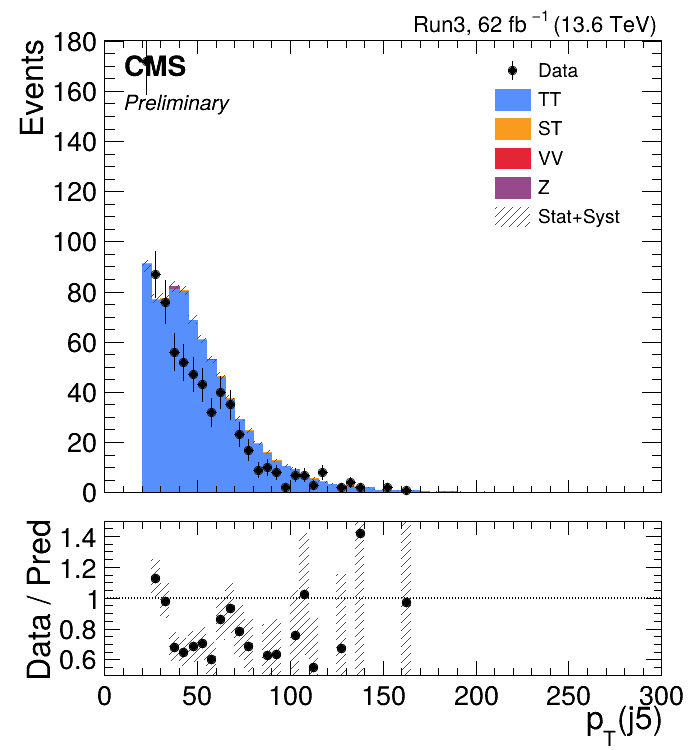 Run3, 62 fb⁻¹ (13.6 TeV)
Events
180
160
140
120
100
80
60
40
20
0
CMS
Preliminary
Data
TT
ST
VV
Z
Stat+Syst
Data / Pred
1.4
1.2
1
0.8
0.6
0 50 100 150 200 250 300
p_T(j5)